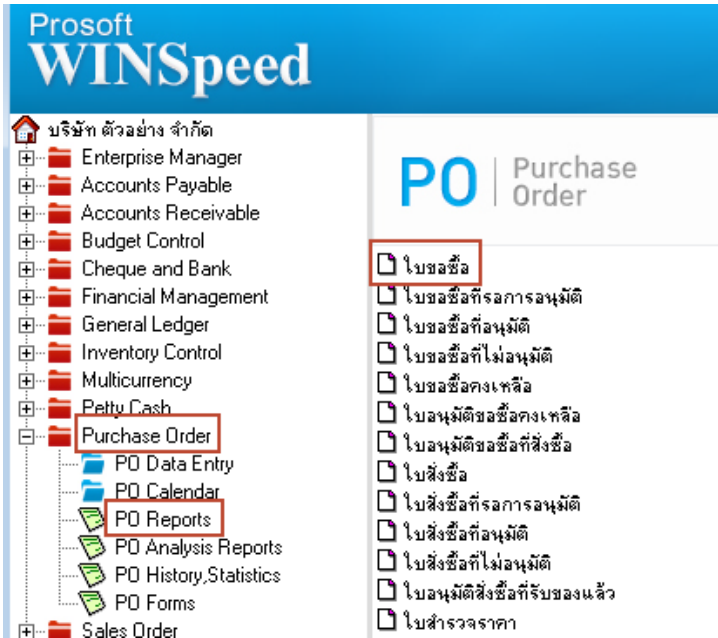 Prosoft
WINSpeed
บริษัท ตัวอย่าง จำกัด
Enterprise Manager
Accounts Payable
Accounts Receivable
Budget Control
Cheque and Bank
Financial Management
General Ledger
Inventory Control
Multicurrency
Petty Cash
Purchase Order
PO Data Entry
PO Calendar
PO Reports
PO Analysis Reports
PO History,Statistics
PO Forms
Sales Order
PO
Purchase
Order
ใบขอซื้อ
ใบขอซื้อที่รอการอนุมัติ
ใบขอซื้อที่อนุมัติ
ใบขอซื้อที่ไม่อนุมัติ
ใบขอซื้อคงเหลือ
ใบอนุมัติขอซื้อคงเหลือ
ใบอนุมัติขอซื้อที่สั่งซื้อ
ใบสั่งซื้อ
ใบสั่งซื้อที่รอการอนุมัติ
ใบสั่งซื้อที่อนุมัติ
ใบสั่งซื้อที่ไม่อนุมัติ
ใบอนุมัติสั่งซื้อที่รับของแล้ว
ใบสำรวจราคา